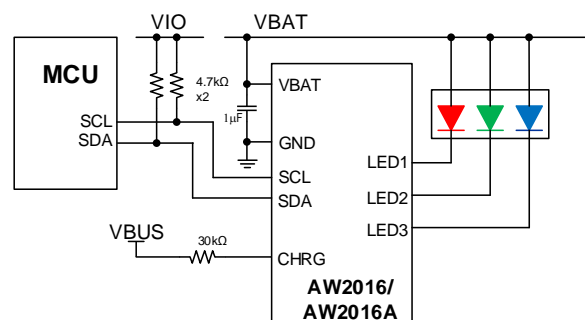 VIO
VBAT
MCU
4.7kΩ
x2
VBAT
1μF
SCL
SDA
GND
LED1
SCL
LED2
SDA
VBUS
LED3
30kΩ
CHRG
AW2016/
AW2016A